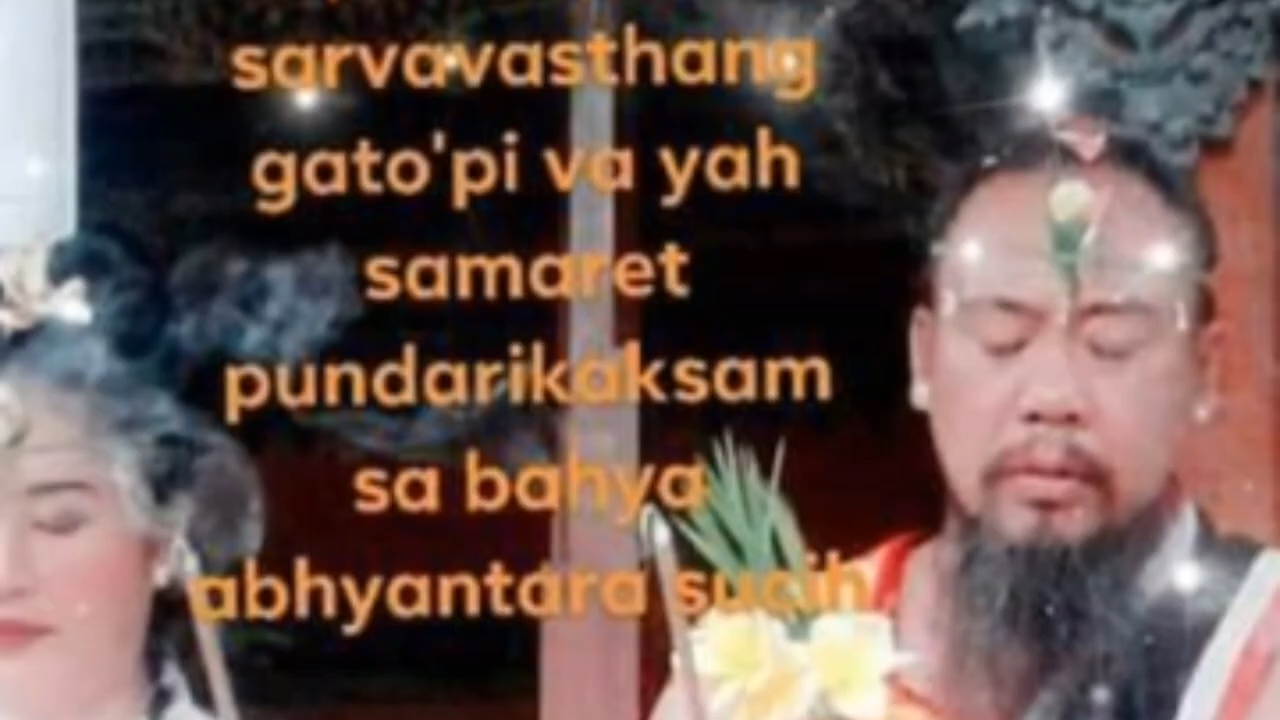 sarvavasthang
gato'pi va yah
samaret
pundarikaksam
sa bahya
abhyantara sucih